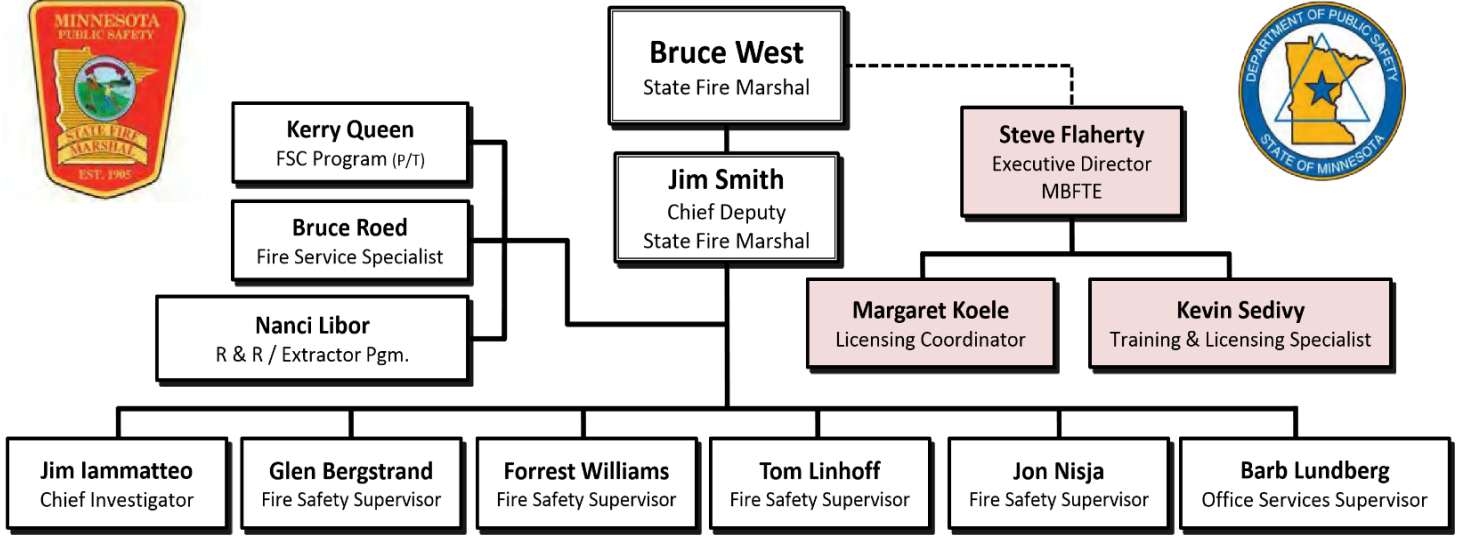 MINNESOTA
PUBLIC SAFETY
STATE FIRE
MARSHAL
EST. 1905
Bruce West
State Fire Marshal
DEPARTMENT OF PUBLIC SAFETY
STATE OF MINNESOTA
Kerry Queen
FSC Program (P/T)
Steve Flaherty
Executive Director
MBFTE
Jim Smith
Chief Deputy
State Fire Marshal
Bruce Roed
Fire Service Specialist
Nanci Libor
R & R / Extractor Pgm.
Margaret Koele
Licensing Coordinator
Kevin Sedivy
Training & Licensing Specialist
Jim Iammatteo
Chief Investigator
Glen Bergstrand
Fire Safety Supervisor
Forrest Williams
Fire Safety Supervisor
Tom Linhoff
Fire Safety Supervisor
Jon Nisja
Fire Safety Supervisor
Barb Lundberg
Office Services Supervisor